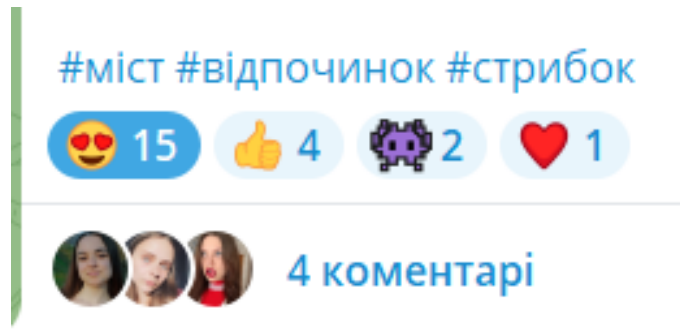 #міст #відпочинок #стрибок
😍 15 👍 4 👾 2 ❤️ 1
4 коментарі